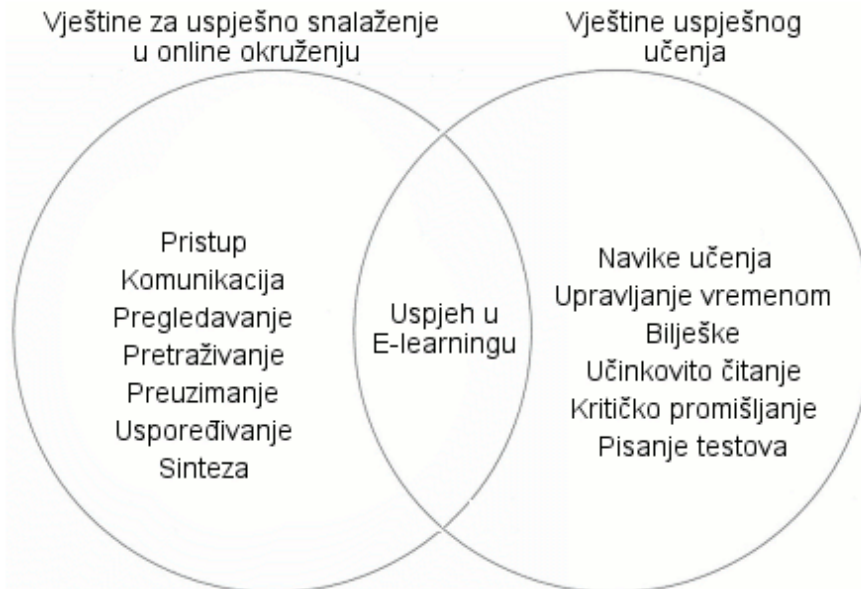 Vještine za uspješno snalaženje
u online okruženju
Vještine uspješnog
učenja
Pristup
Komunikacija
Pregledavanje
Pretraživanje
Preuzimanje
Uspoređivanje
Sinteza
Uspjeh u
E-learningu
Navike učenja
Upravljanje vremenom
Bilješke
Učinkovito čitanje
Kritičko promišljanje
Pisanje testova